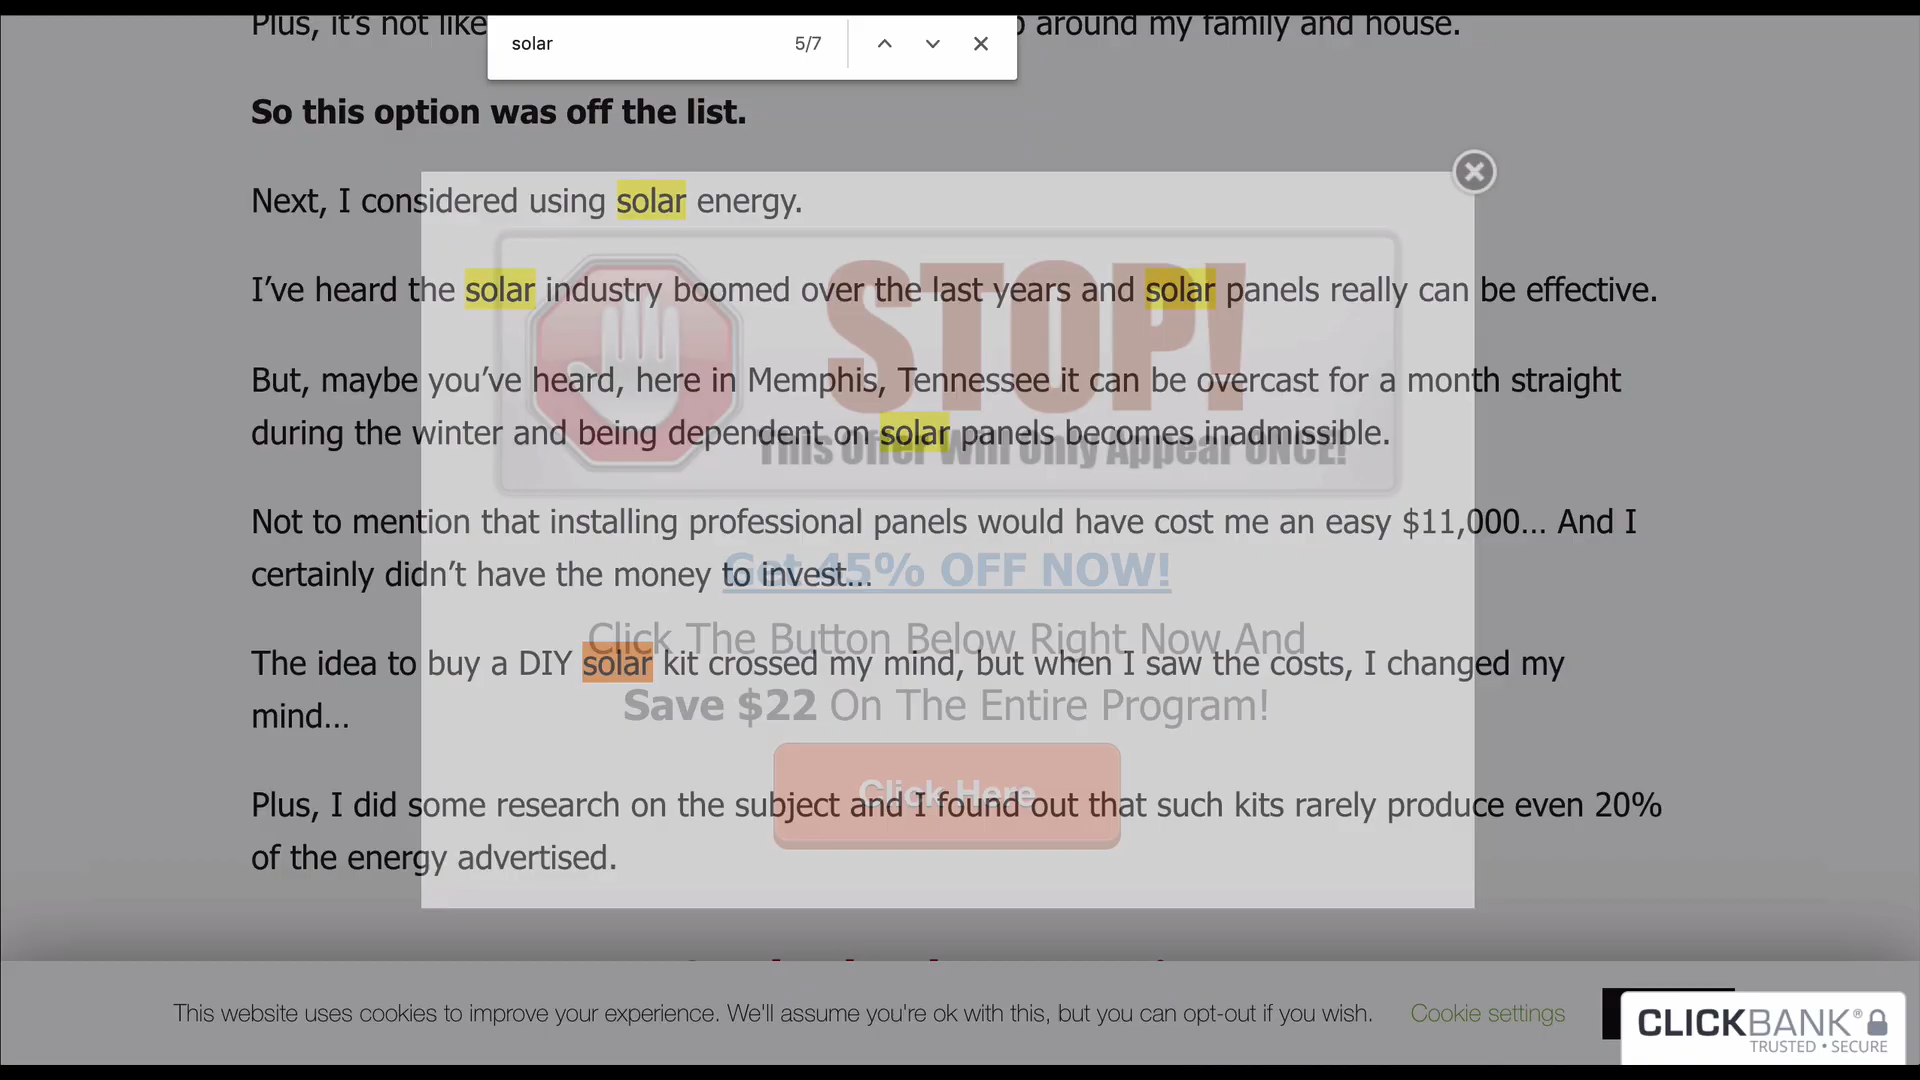 Plus, it's not like
around my family and house.
solar
5/7
So this option was off the list.
Next, I considered using solar energy.
I've heard the solar industry boomed over the last years and solar panels really can be effective.
But, maybe you've heard, here in Memphis, Tennessee it can be overcast for a month straight
during the winter and being dependent on solar panels becomes inadmissible.
Not to mention that installing professional panels would have cost me an easy $11,000... And I
certainly didn't have the money to invest...
The idea to buy a DIY solar kit crossed my mind, but when I saw the costs, I changed my
mind...
Plus, I did some research on the subject and I found out that such kits rarely produce even 20%
of the energy advertised.
STOP!
This Offer Will Only Appear ONCE!
Get 45% OFF NOW!
Click The Button Below Right Now And
Save $22 On The Entire Program!
Click Here
This website uses cookies to improve your experience. We'll assume you're ok with this, but you can opt-out if you wish.
Cookie settings
CLICKBANK®
TRUSTED • SECURE